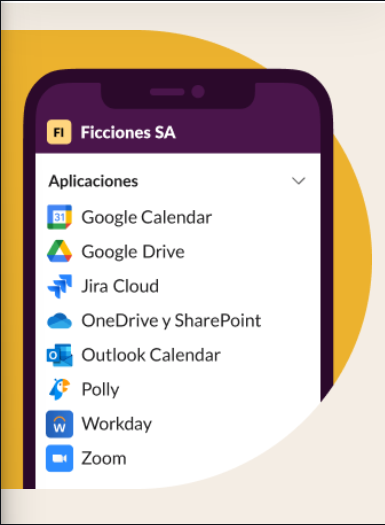 FI Ficciones SA
Aplicaciones
31 Google Calendar
Google Drive
Jira Cloud
OneDrive y SharePoint
O Outlook Calendar
Polly
W Workday
Zoom